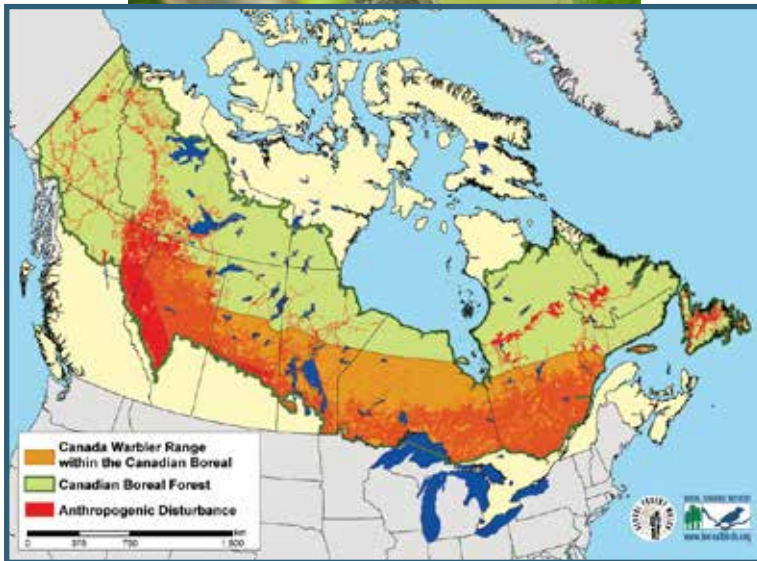 Canada Warbler Range
within the Canadian Boreal
Canadian Boreal Forest
Anthropogenic Disturbance
km
0 375 750 1,500
www.borealbirds.org